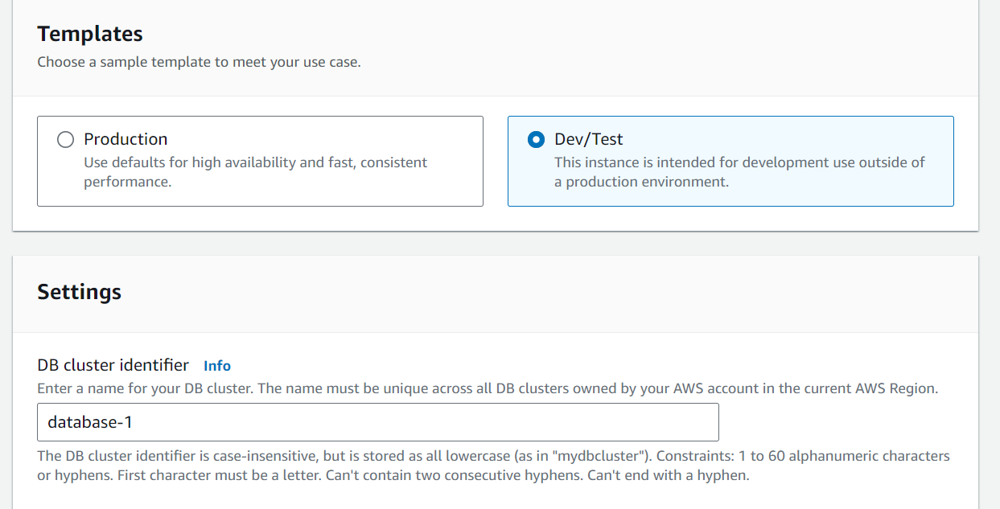 Templates
Choose a sample template to meet your use case.
Production
Use defaults for high availability and fast, consistent
performance.
Dev/Test
This instance is intended for development use outside of
a production environment.
Settings
DB cluster identifier Info
Enter a name for your DB cluster. The name must be unique across all DB clusters owned by your AWS account in the current AWS Region.
database-1
The DB cluster identifier is case-insensitive, but is stored as all lowercase (as in "mydbcluster"). Constraints: 1 to 60 alphanumeric characters
or hyphens. First character must be a letter. Can't contain two consecutive hyphens. Can't end with a hyphen.